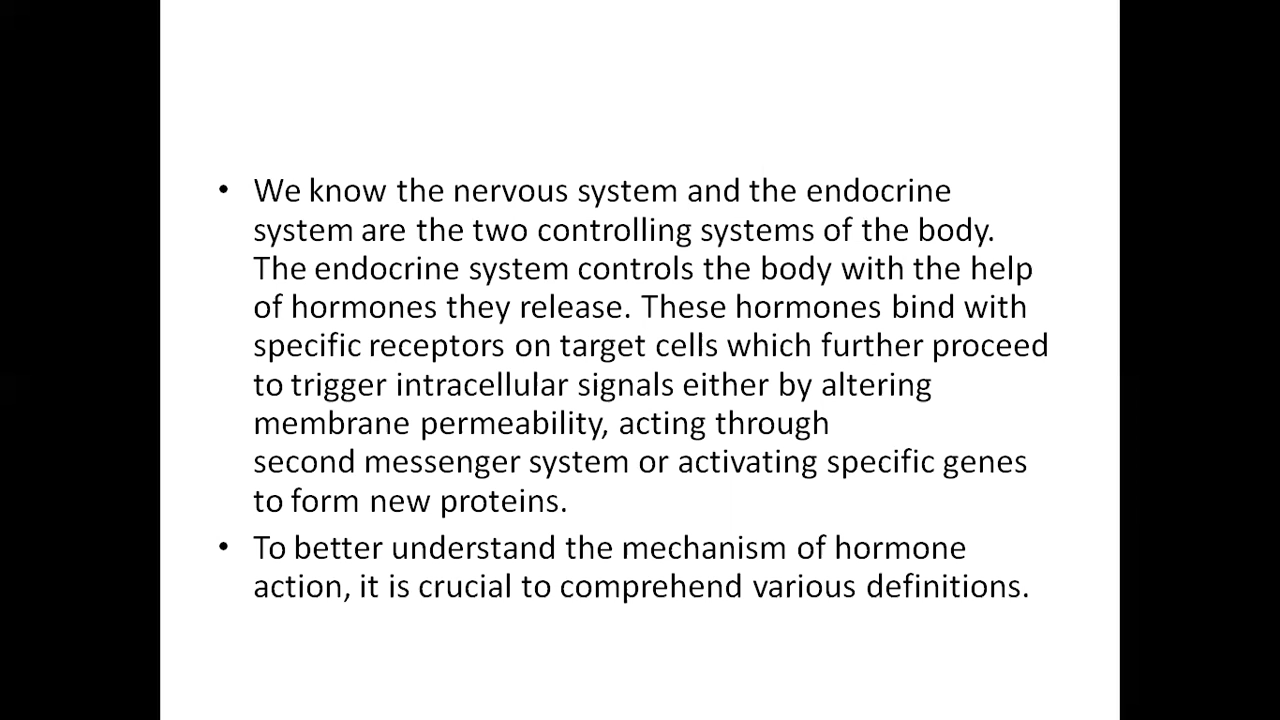 • We know the nervous system and the endocrine
system are the two controlling systems of the body.
The endocrine system controls the body with the help
of hormones they release. These hormones bind with
specific receptors on target cells which further proceed
to trigger intracellular signals either by altering
membrane permeability, acting through
second messenger system or activating specific genes
to form new proteins.
• To better understand the mechanism of hormone
action, it is crucial to comprehend various definitions.